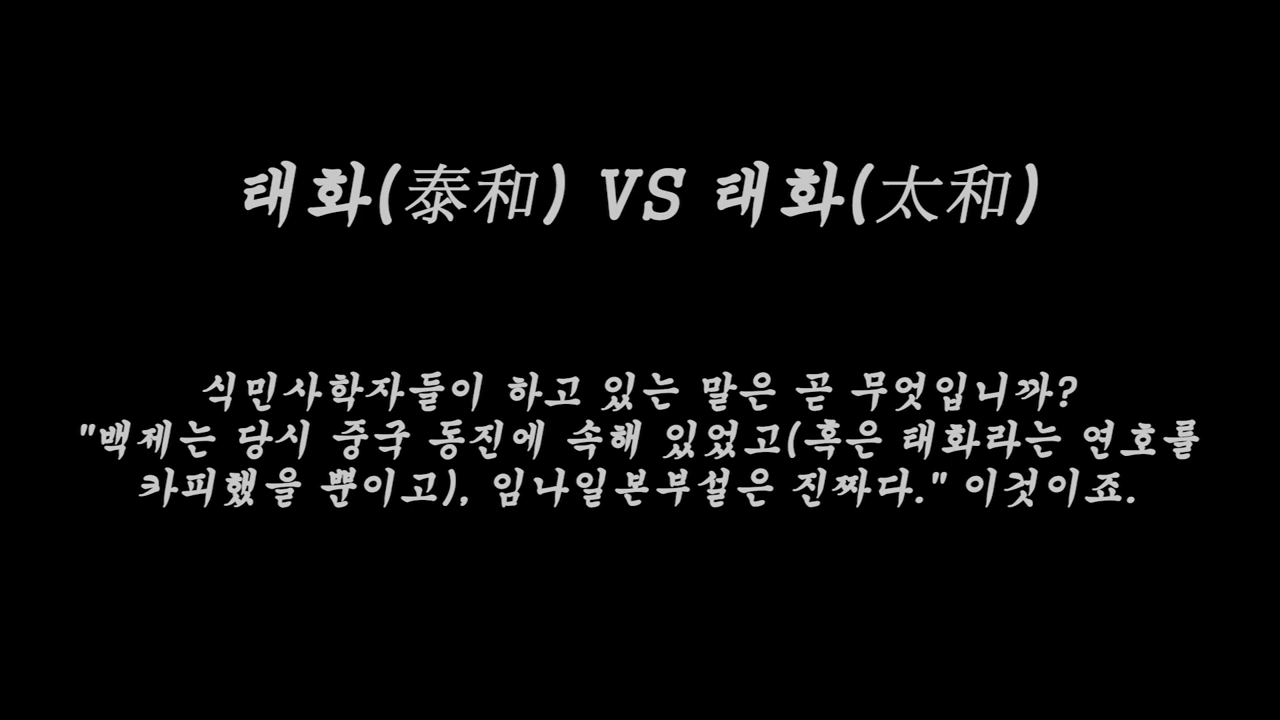 태화(泰和) VS 태화(太和)
식민사학자들이 하고 있는 말은 곧 무엇입니까?
"백제는 당시 중국 동진에 속해 있었고(혹은 태화라는 연호를
카피했을 뿐이고), 임나일본부설은 진짜다." 이것이죠.